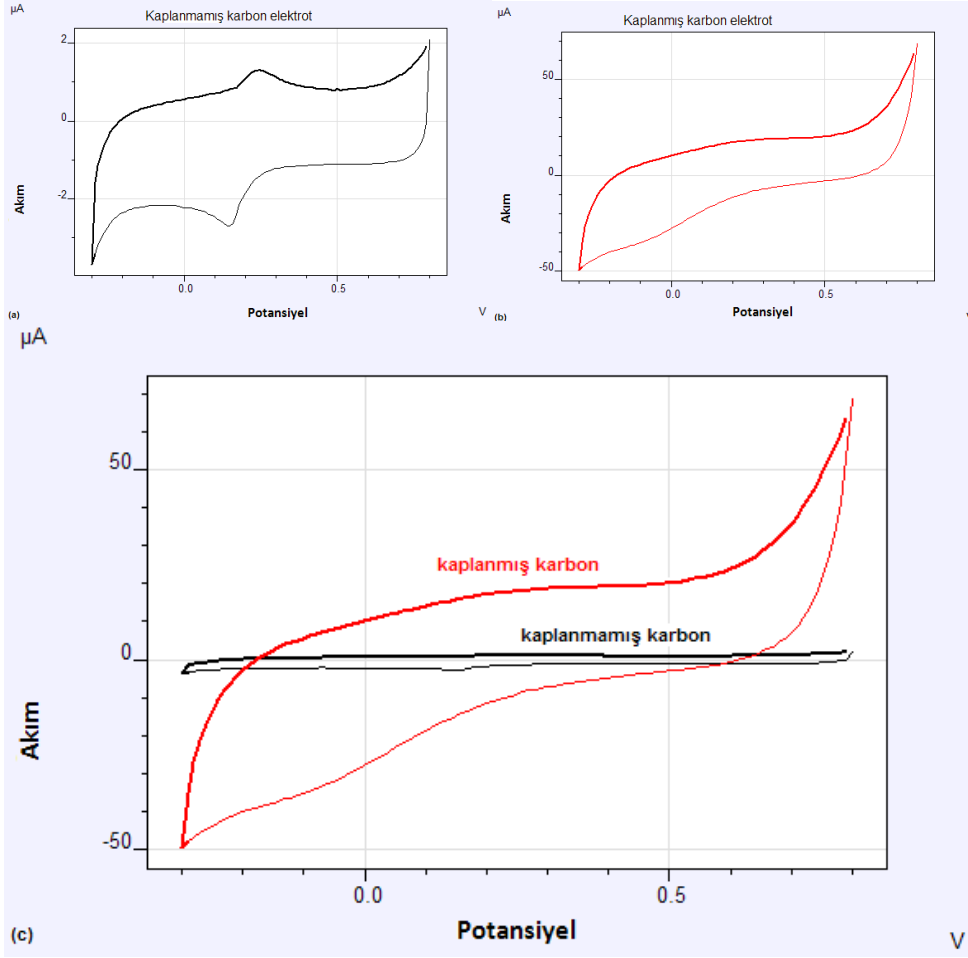 µA
Kaplanmamış karbon elektrot
2
0
-2
Akım
0.0
0.5
Potansiyel
V
(a)
µA
Kaplanmış karbon elektrot
50
0
-50
Akım
0.0
0.5
Potansiyel
(b)
µA
50
0
-50
Akım
kaplanmış karbon
kaplanmamış karbon
0.0
0.5
Potansiyel
V
(c)